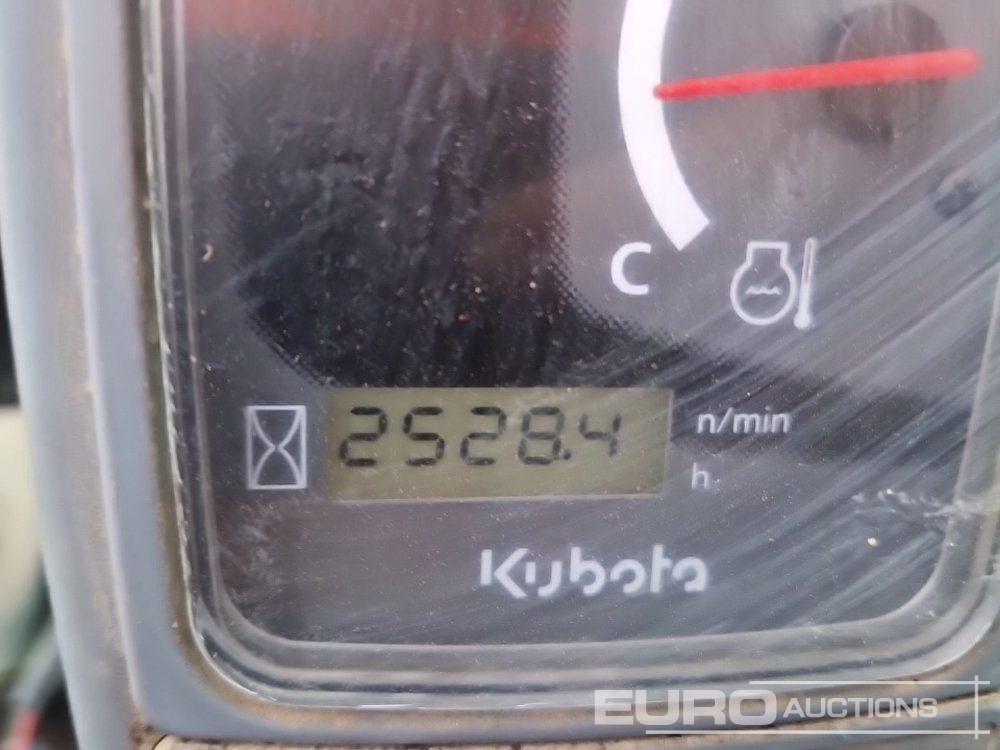 C
2528.4
n/min
h
Kubota
EURO AUCTIONS